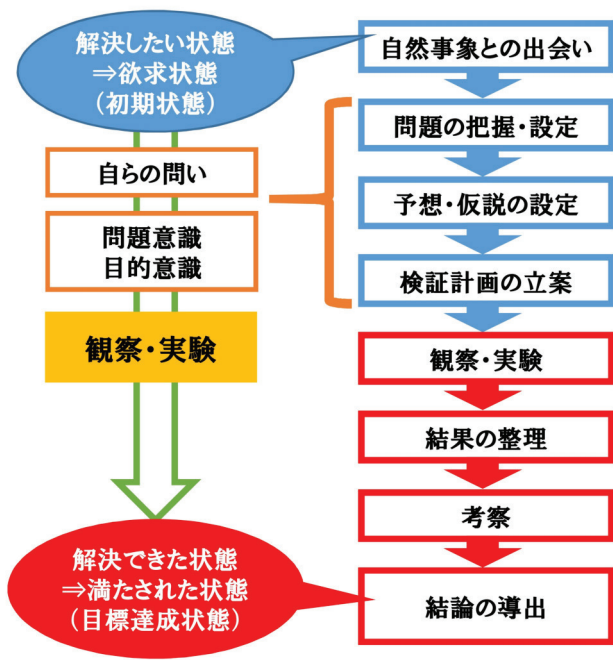 解決したい状態
⇒欲求状態
(初期状態)
自らの問い
問題意識
目的意識
観察・実験
解決できた状態
⇒満たされた状態
(目標達成状態)
自然事象との出会い
問題の把握・設定
予想・仮説の設定
検証計画の立案
観察・実験
結果の整理
考察
結論の導出